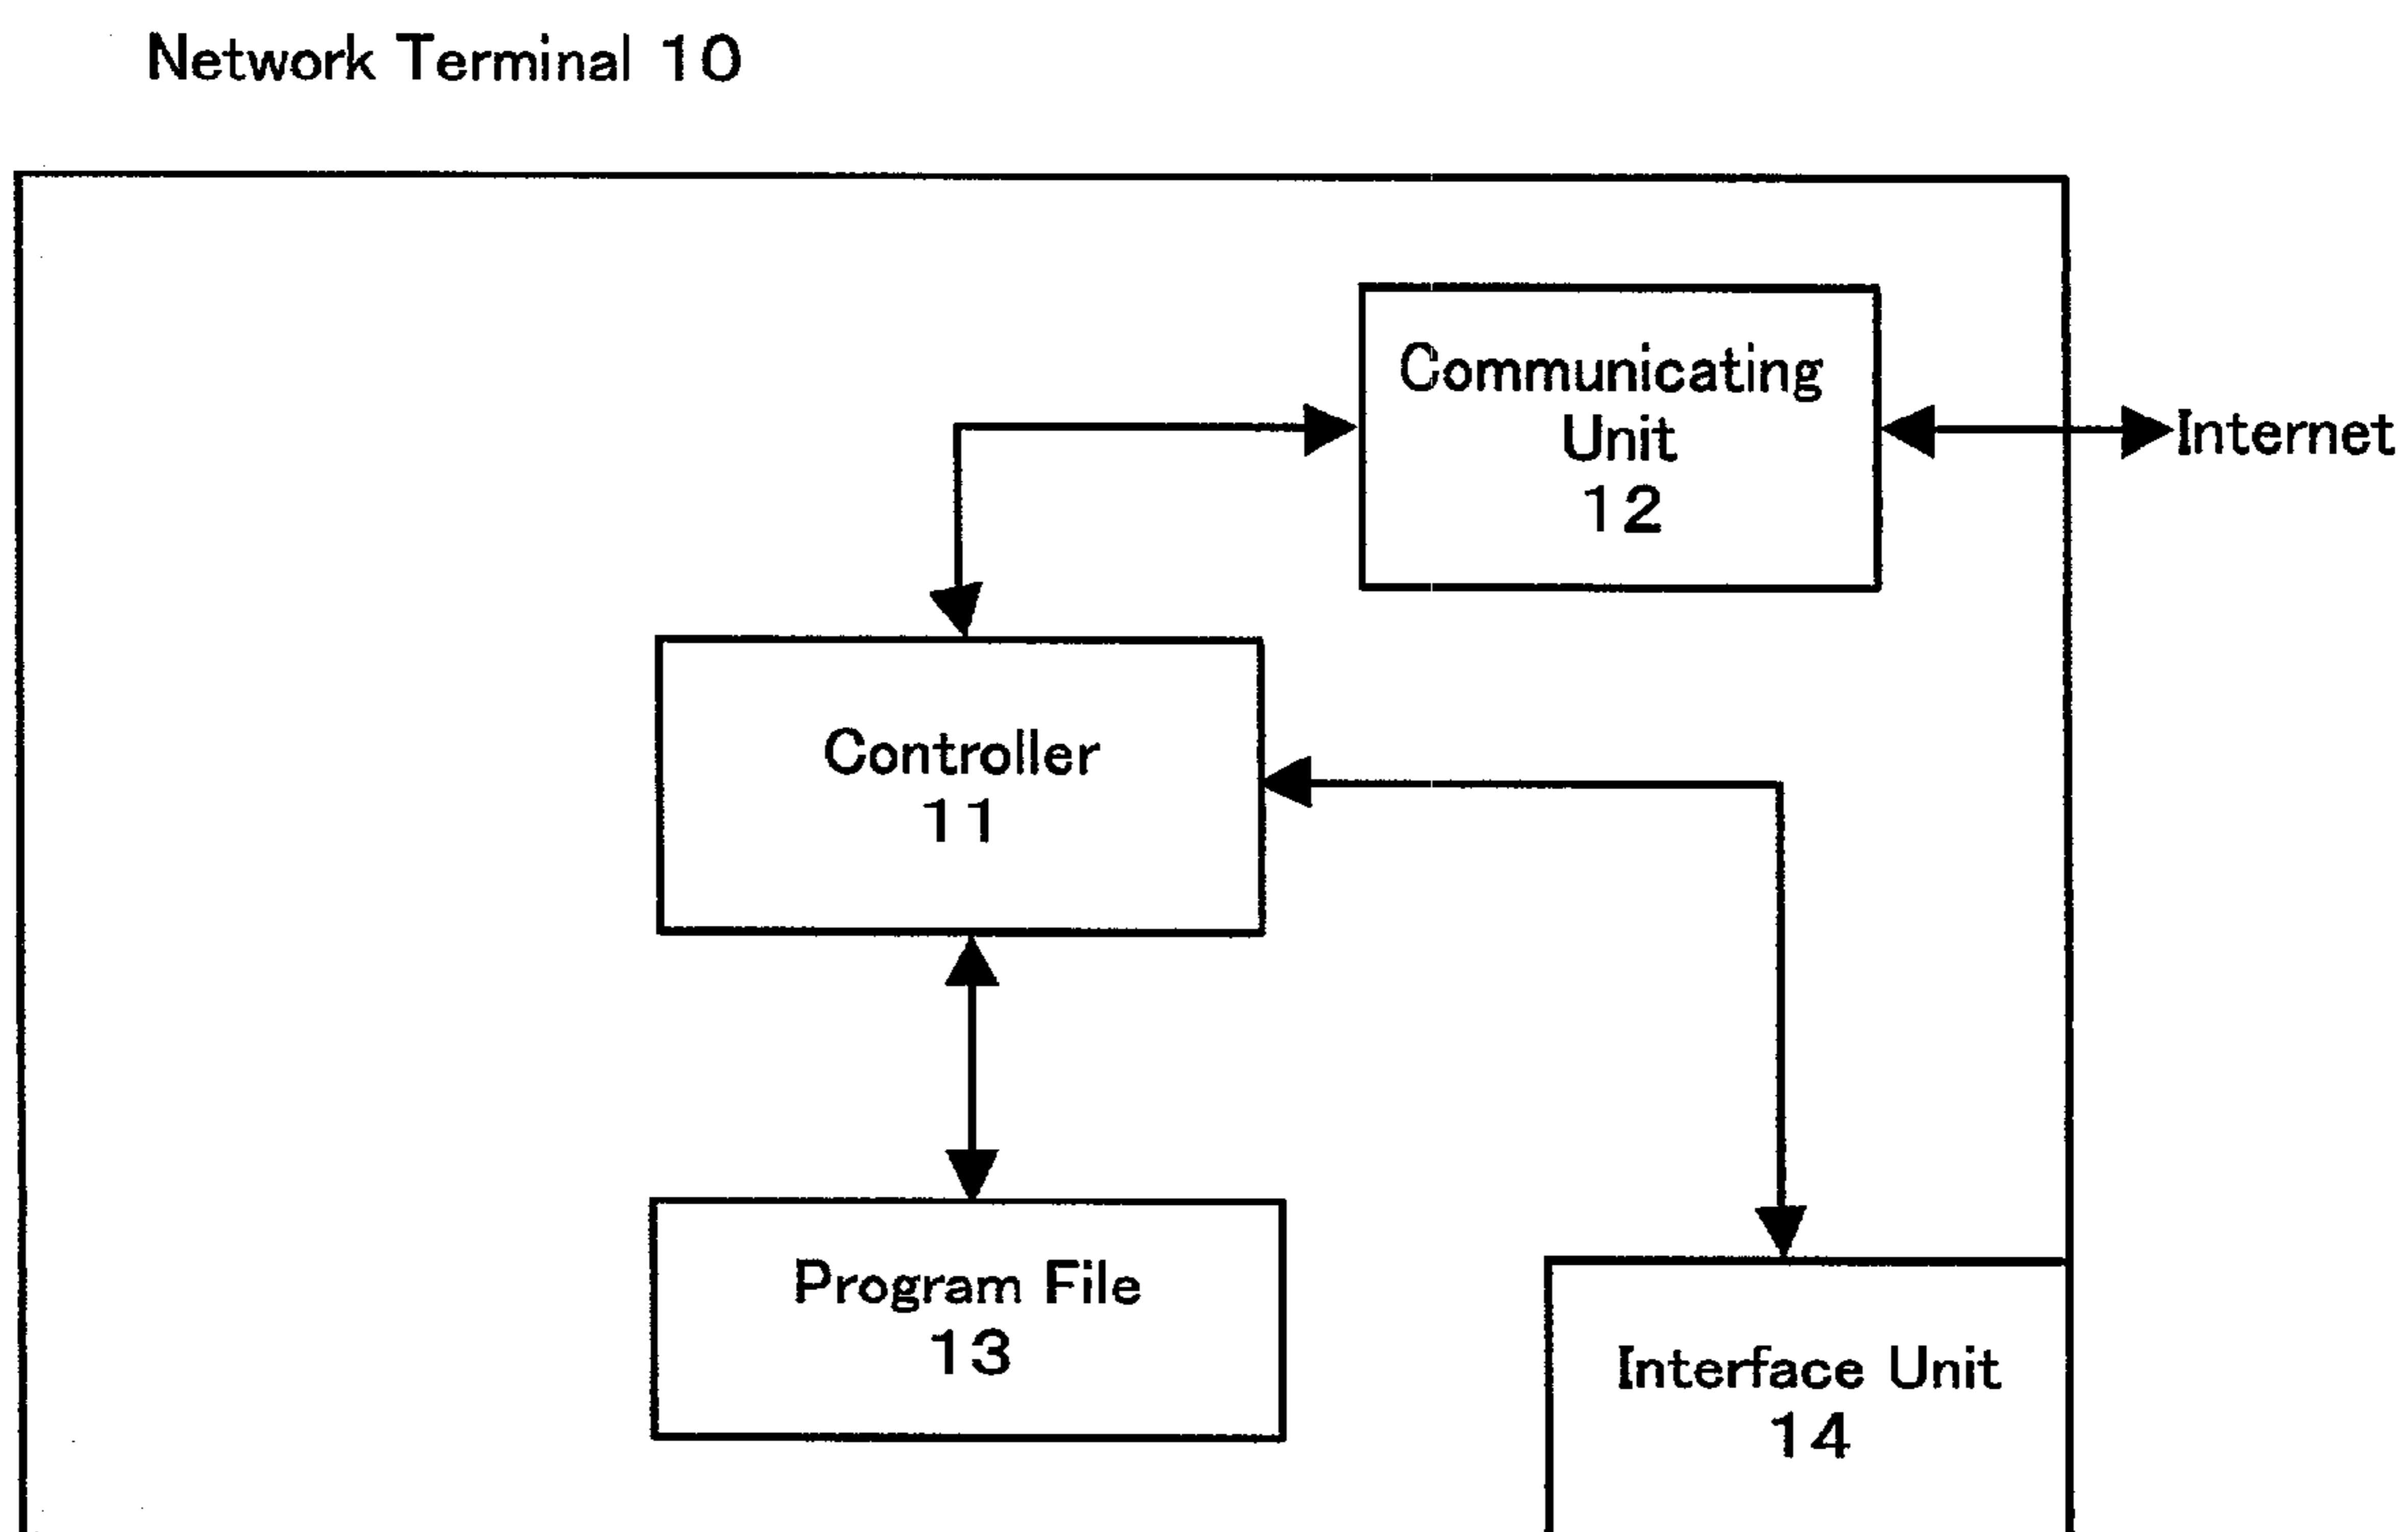 Network Terminal 10
Communicating
Unit
12
Internet
Controller
11
Program File
13
Interface Unit
14